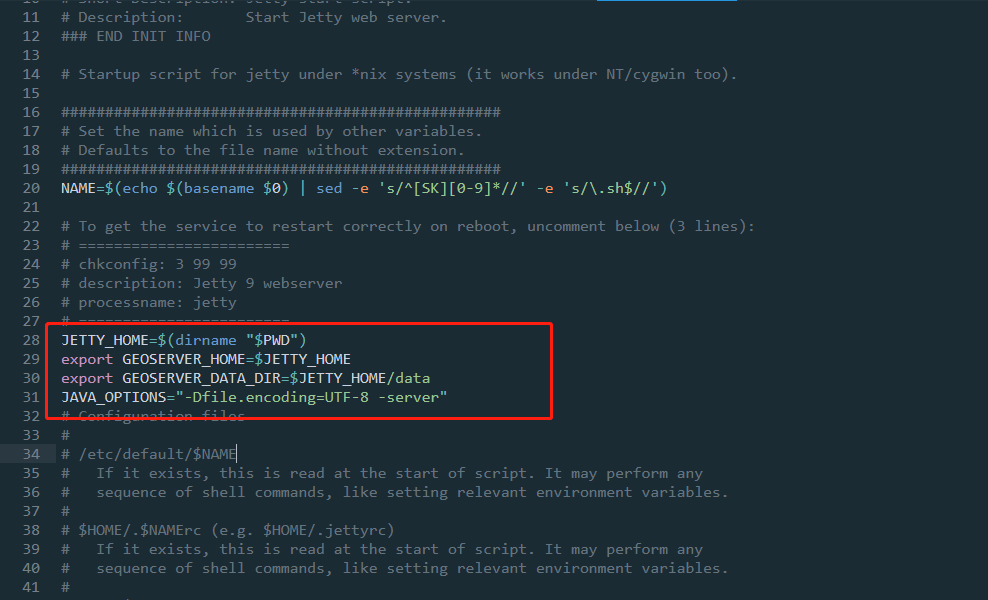 10 # Short-Description: Jetty start script.
11 # Description:       Start Jetty web server.
12 ### END INIT INFO
13
14 # Startup script for jetty under *nix systems (it works under NT/cygwin too).
15
16 ##################################################
17 # Set the name which is used by other variables.
18 # Defaults to the file name without extension.
19 ##################################################
20 NAME=$(echo $(basename $0) | sed -e 's/^[SK][0-9]*//' -e 's/\.sh$//')
21
22 # To get the service to restart correctly on reboot, uncomment below (3 lines):
23 # ========================
24 # chkconfig: 3 99 99
25 # description: Jetty 9 webserver
26 # processname: jetty
27 # ========================
28 JETTY_HOME=$(dirname "$PWD")
29 export GEOSERVER_HOME=$JETTY_HOME
30 export GEOSERVER_DATA_DIR=$JETTY_HOME/data
31 JAVA_OPTIONS="-Dfile.encoding=UTF-8 -server"
32 # Configuration files
33 #
34 # /etc/default/$NAME
35 #   If it exists, this is read at the start of script. It may perform any
36 #   sequence of shell commands, like setting relevant environment variables.
37 #
38 # $HOME/.$NAMErc (e.g. $HOME/.jettyrc)
39 #   If it exists, this is read at the start of script. It may perform any
40 #   sequence of shell commands, like setting relevant environment variables.
41 #